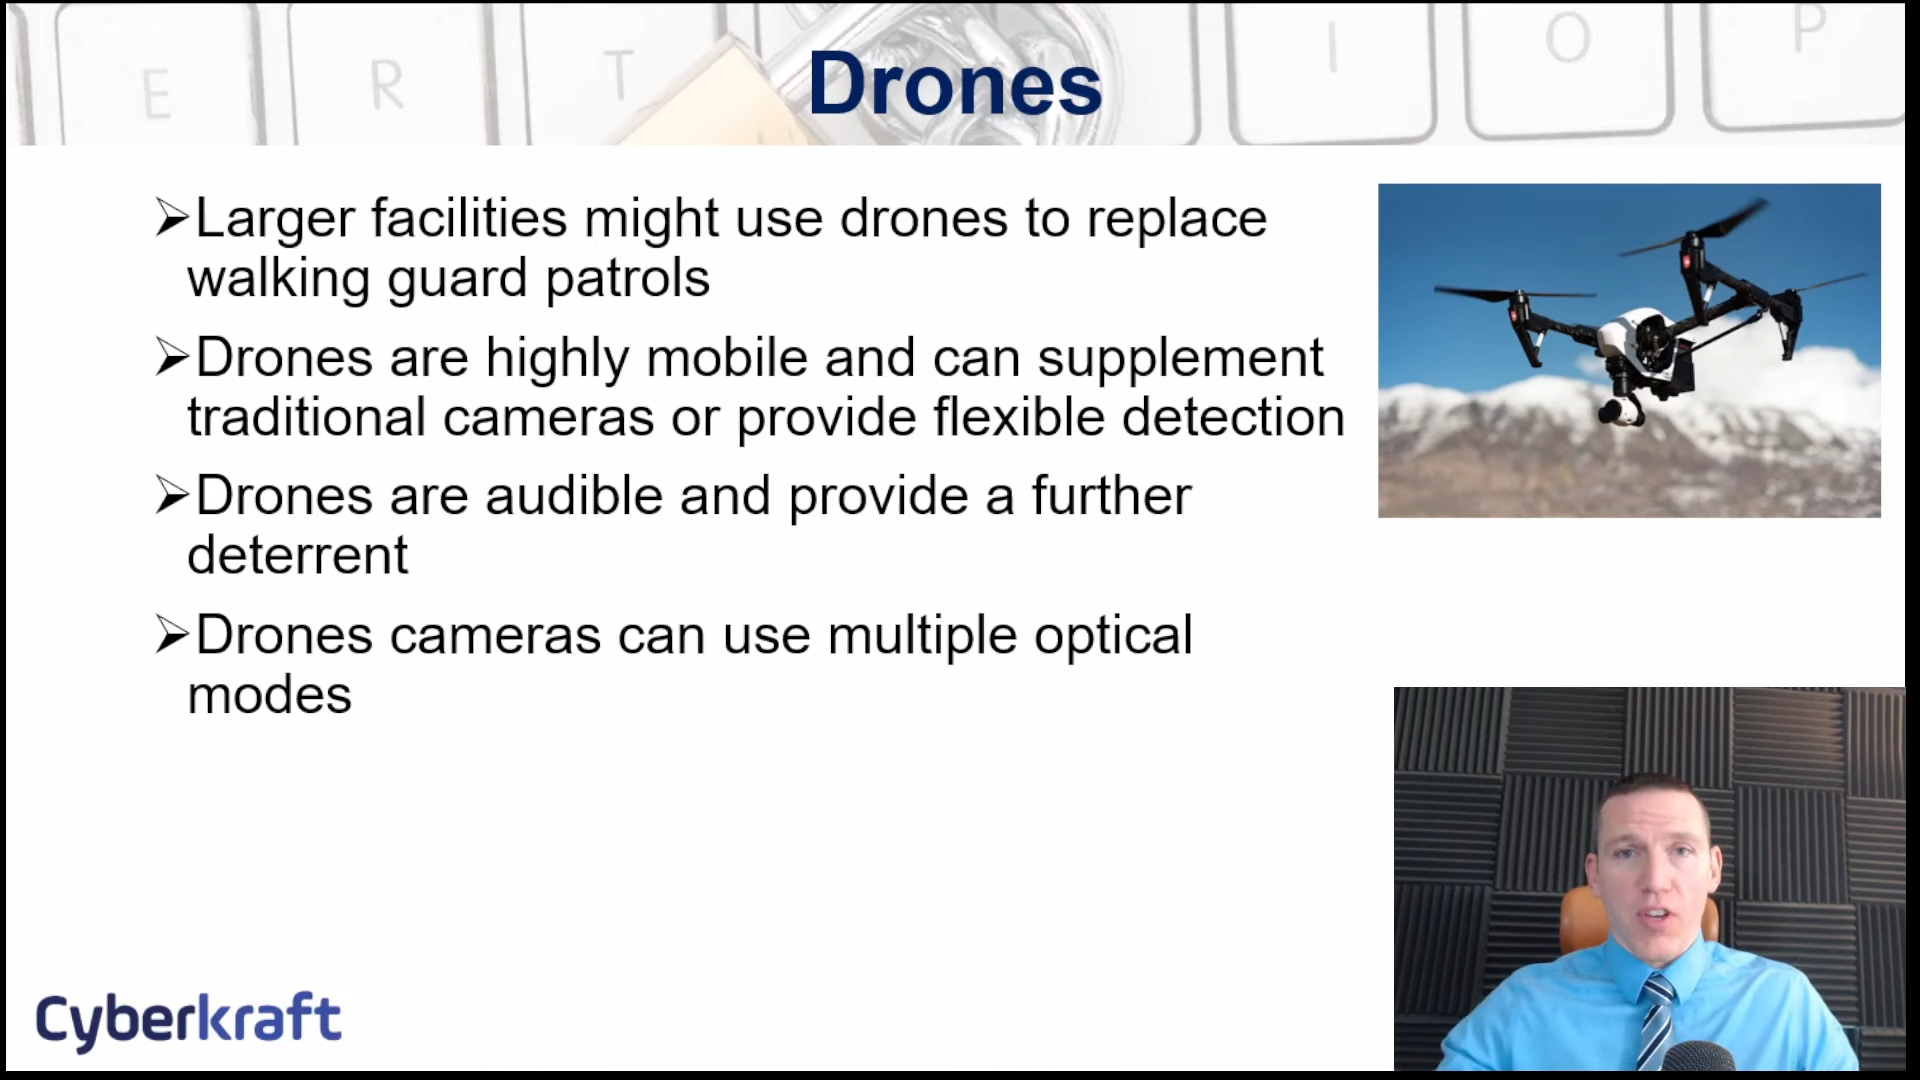 E R T I O P
Drones
➢Larger facilities might use drones to replace
walking guard patrols
➢Drones are highly mobile and can supplement
traditional cameras or provide flexible detection
➢Drones are audible and provide a further
deterrent
➢Drones cameras can use multiple optical
modes
Cyberkraft